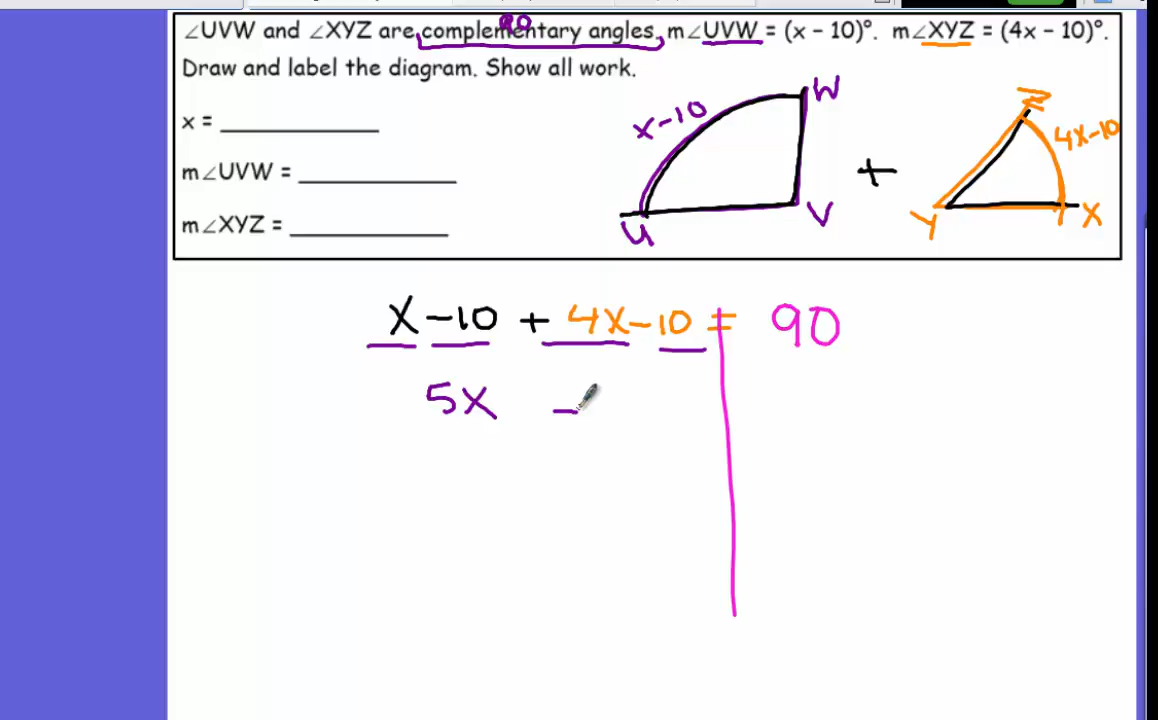 90
∠UVW and ∠XYZ are complementary angles. m∠UVW = (x – 10)°. m∠XYZ = (4x – 10)°.
Draw and label the diagram. Show all work.
x = ____________
m∠UVW = ____________
m∠XYZ = ____________
x-10
W
U
V
+
Z
4x-10
Y
X
x -10 + 4x-10 = 90
5x –